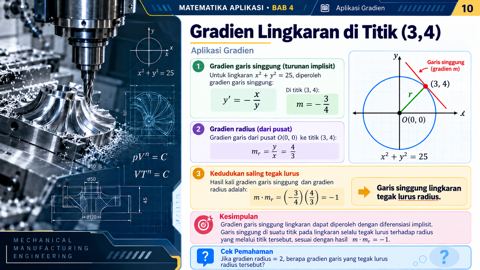 MATEMATIKA APLIKASI • BAB 4
Aplikasi Gradien
10
Gradien Lingkaran di Titik (3, 4)
Aplikasi Gradien
1 Gradien garis singgung (turunan implisit)
Untuk lingkaran x² + y² = 25, diperoleh
gradien garis singgung:
y′ = − x/y
Di titik (3, 4):
m = − 3/4
2 Gradien radius (dari pusat)
Gradien garis dari pusat O(0, 0) ke titik (3, 4):
mᵣ = y/x = 4/3
3 Kedudukan saling tegak lurus
Hasil kali gradien garis singgung dan gradien
radius adalah:
m · mᵣ = (−3/4)(4/3) = −1
Garis singgung lingkaran
tegak lurus radius.
Kesimpulan
Gradien garis singgung lingkaran dapat diperoleh dengan diferensiasi implisit.
Garis singgung di suatu titik pada lingkaran selalu tegak lurus terhadap radius
yang melalui titik tersebut, sesuai dengan hasil m · mᵣ = −1.
Cek Pemahaman
Jika gradien radius = 2, berapa gradien garis yang tegak lurus
radius tersebut?
y
Garis singgung
(gradien m)
(3, 4)
r
O(0, 0)
x
x² + y² = 25
x² + y² = 25
pVⁿ = C
VTⁿ = C
MECHANICAL
MANUFACTURING
ENGINEERING